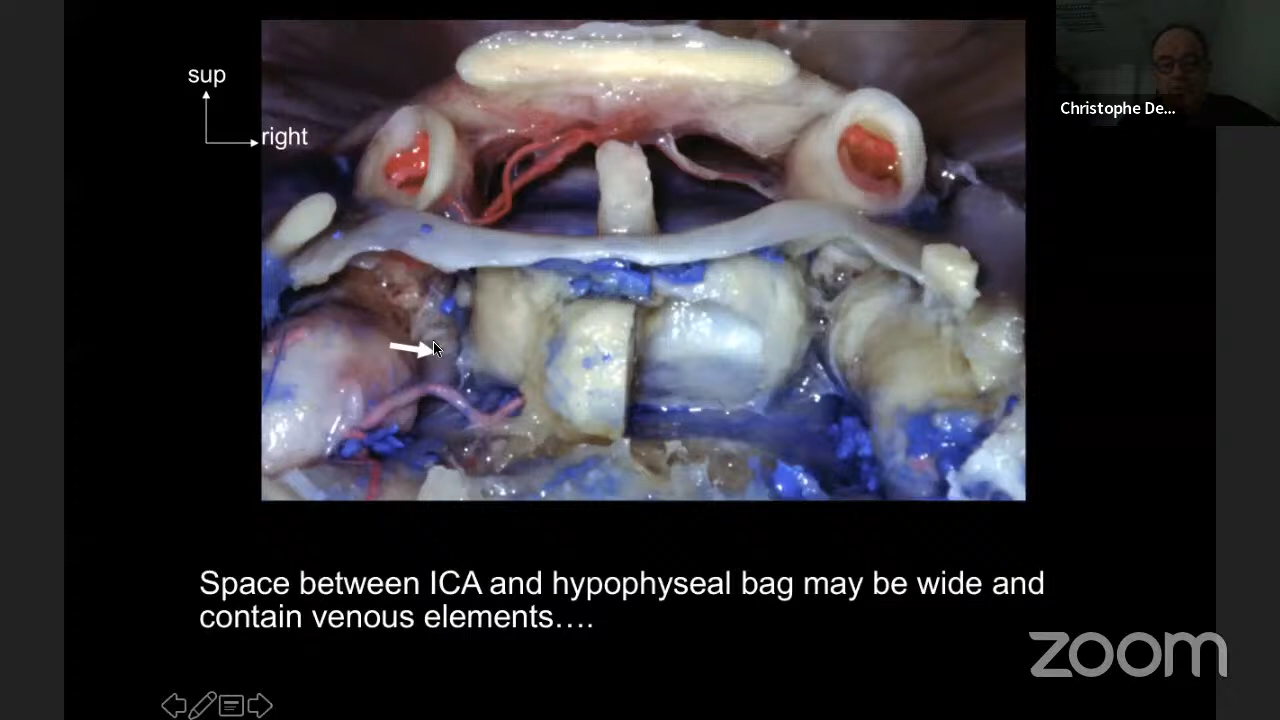 sup
right
Christophe De...
Space between ICA and hypophyseal bag may be wide and
contain venous elements....
zoom